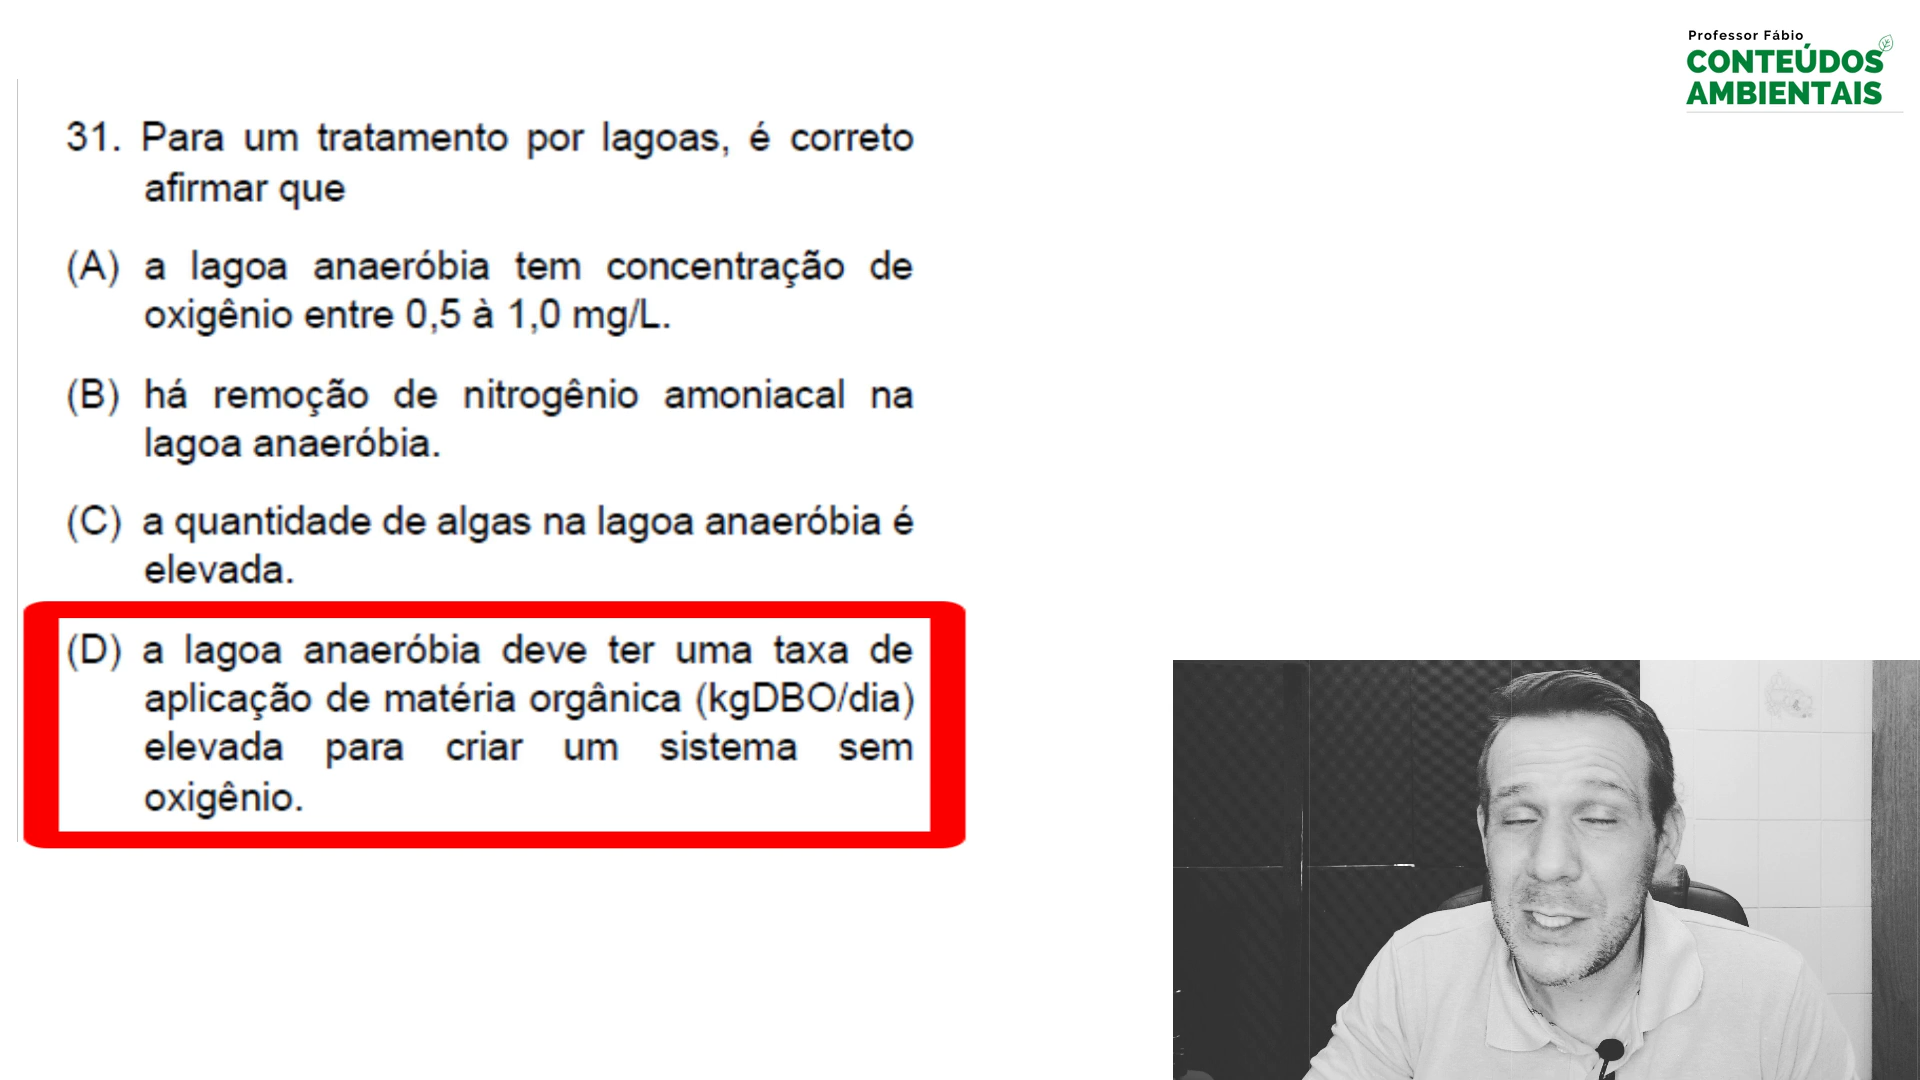 Professor Fábio
CONTEÚDOS
AMBIENTAIS
31. Para um tratamento por lagoas, é correto
afirmar que
(A) a lagoa anaeróbia tem concentração de
oxigênio entre 0,5 à 1,0 mg/L.
(B) há remoção de nitrogênio amoniacal na
lagoa anaeróbia.
(C) a quantidade de algas na lagoa anaeróbia é
elevada.
(D) a lagoa anaeróbia deve ter uma taxa de
aplicação de matéria orgânica (kgDBO/dia)
elevada para criar um sistema sem
oxigênio.